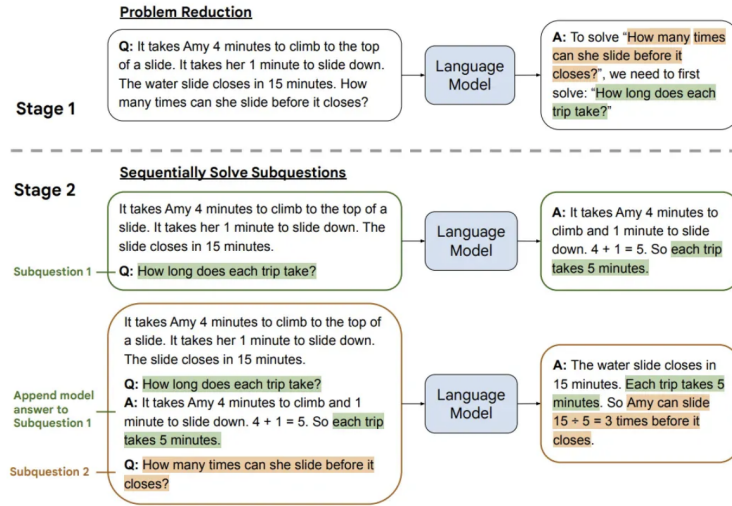 Problem Reduction
Q: It takes Amy 4 minutes to climb to the top
of a slide. It takes her 1 minute to slide down.
The water slide closes in 15 minutes. How
many times can she slide before it closes?
Language
Model
A: To solve “How many times
can she slide before it
closes?”, we need to first
solve: “How long does each
trip take?”
Stage 1
Sequentially Solve Subquestions
Stage 2
It takes Amy 4 minutes to climb to the top of a
slide. It takes her 1 minute to slide down. The
slide closes in 15 minutes.
Subquestion 1
Q: How long does each trip take?
Language
Model
A: It takes Amy 4 minutes to
climb and 1 minute to slide
down. 4 + 1 = 5. So each trip
takes 5 minutes.
It takes Amy 4 minutes to climb to the top of
a slide. It takes her 1 minute to slide down.
The slide closes in 15 minutes.
Append model
answer to
Subquestion 1
Q: How long does each trip take?
A: It takes Amy 4 minutes to climb and 1
minute to slide down. 4 + 1 = 5. So each trip
takes 5 minutes.
Subquestion 2
Q: How many times can she slide before it
closes?
Language
Model
A: The water slide closes in
15 minutes. Each trip takes 5
minutes. So Amy can slide
15 ÷ 5 = 3 times before it
closes.